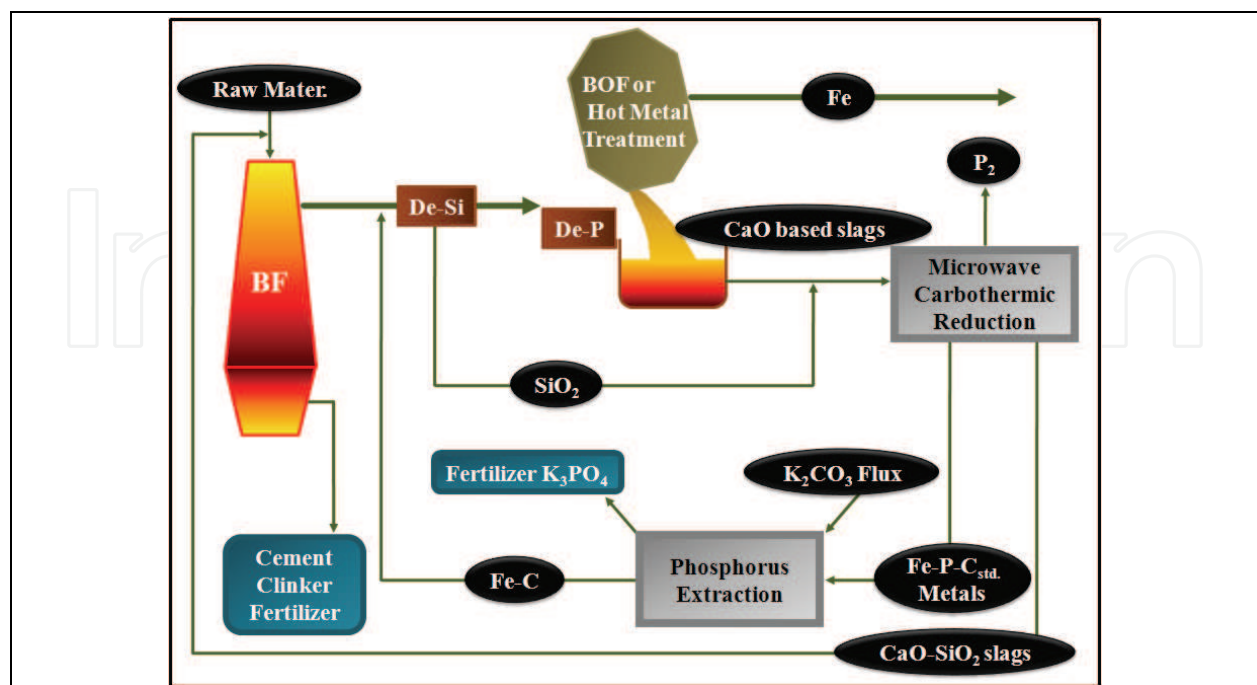 Raw Mater.
BOF or
Hot Metal
Treatment
Fe
P₂
De-Si
De-P
CaO based slags
BF
Microwave
Carbothermic
Reduction
SiO₂
Fertilizer K₃PO₄
K₂CO₃ Flux
Cement
Clinker
Fertilizer
Fe-C
Phosphorus
Extraction
Fe-P-Cstd.
Metals
CaO-SiO₂ slags